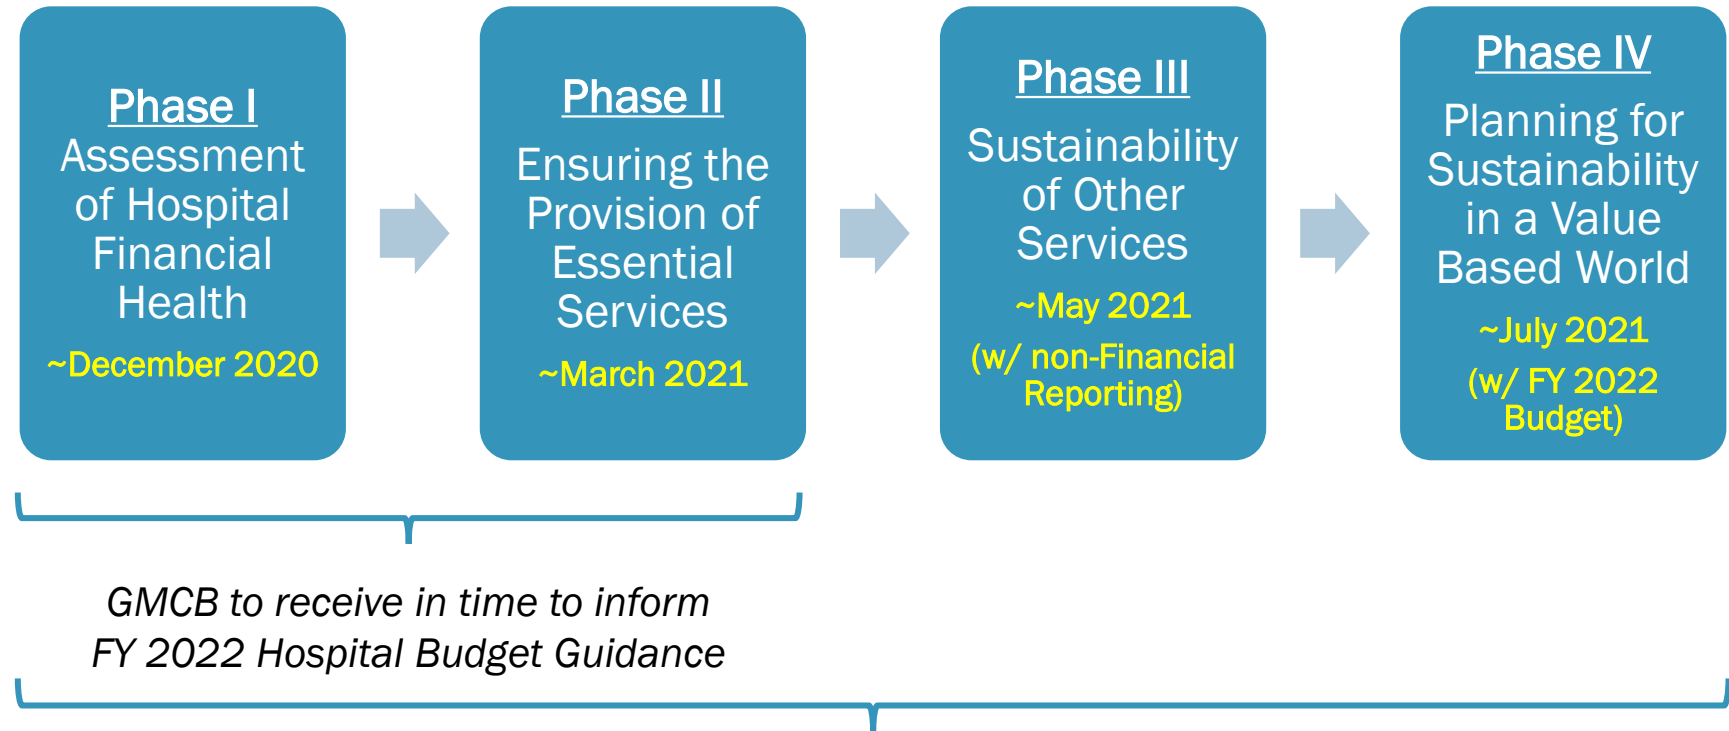 Phase I
Assessment
of Hospital
Financial
Health
~December 2020
Phase II
Ensuring the
Provision of
Essential
Services
~March 2021
Phase III
Sustainability
of Other
Services
~May 2021
(w/ non-Financial
Reporting)
Phase IV
Planning for
Sustainability
in a Value
Based World
~July 2021
(w/ FY 2022
Budget)
GMCB to receive in time to inform
FY 2022 Hospital Budget Guidance